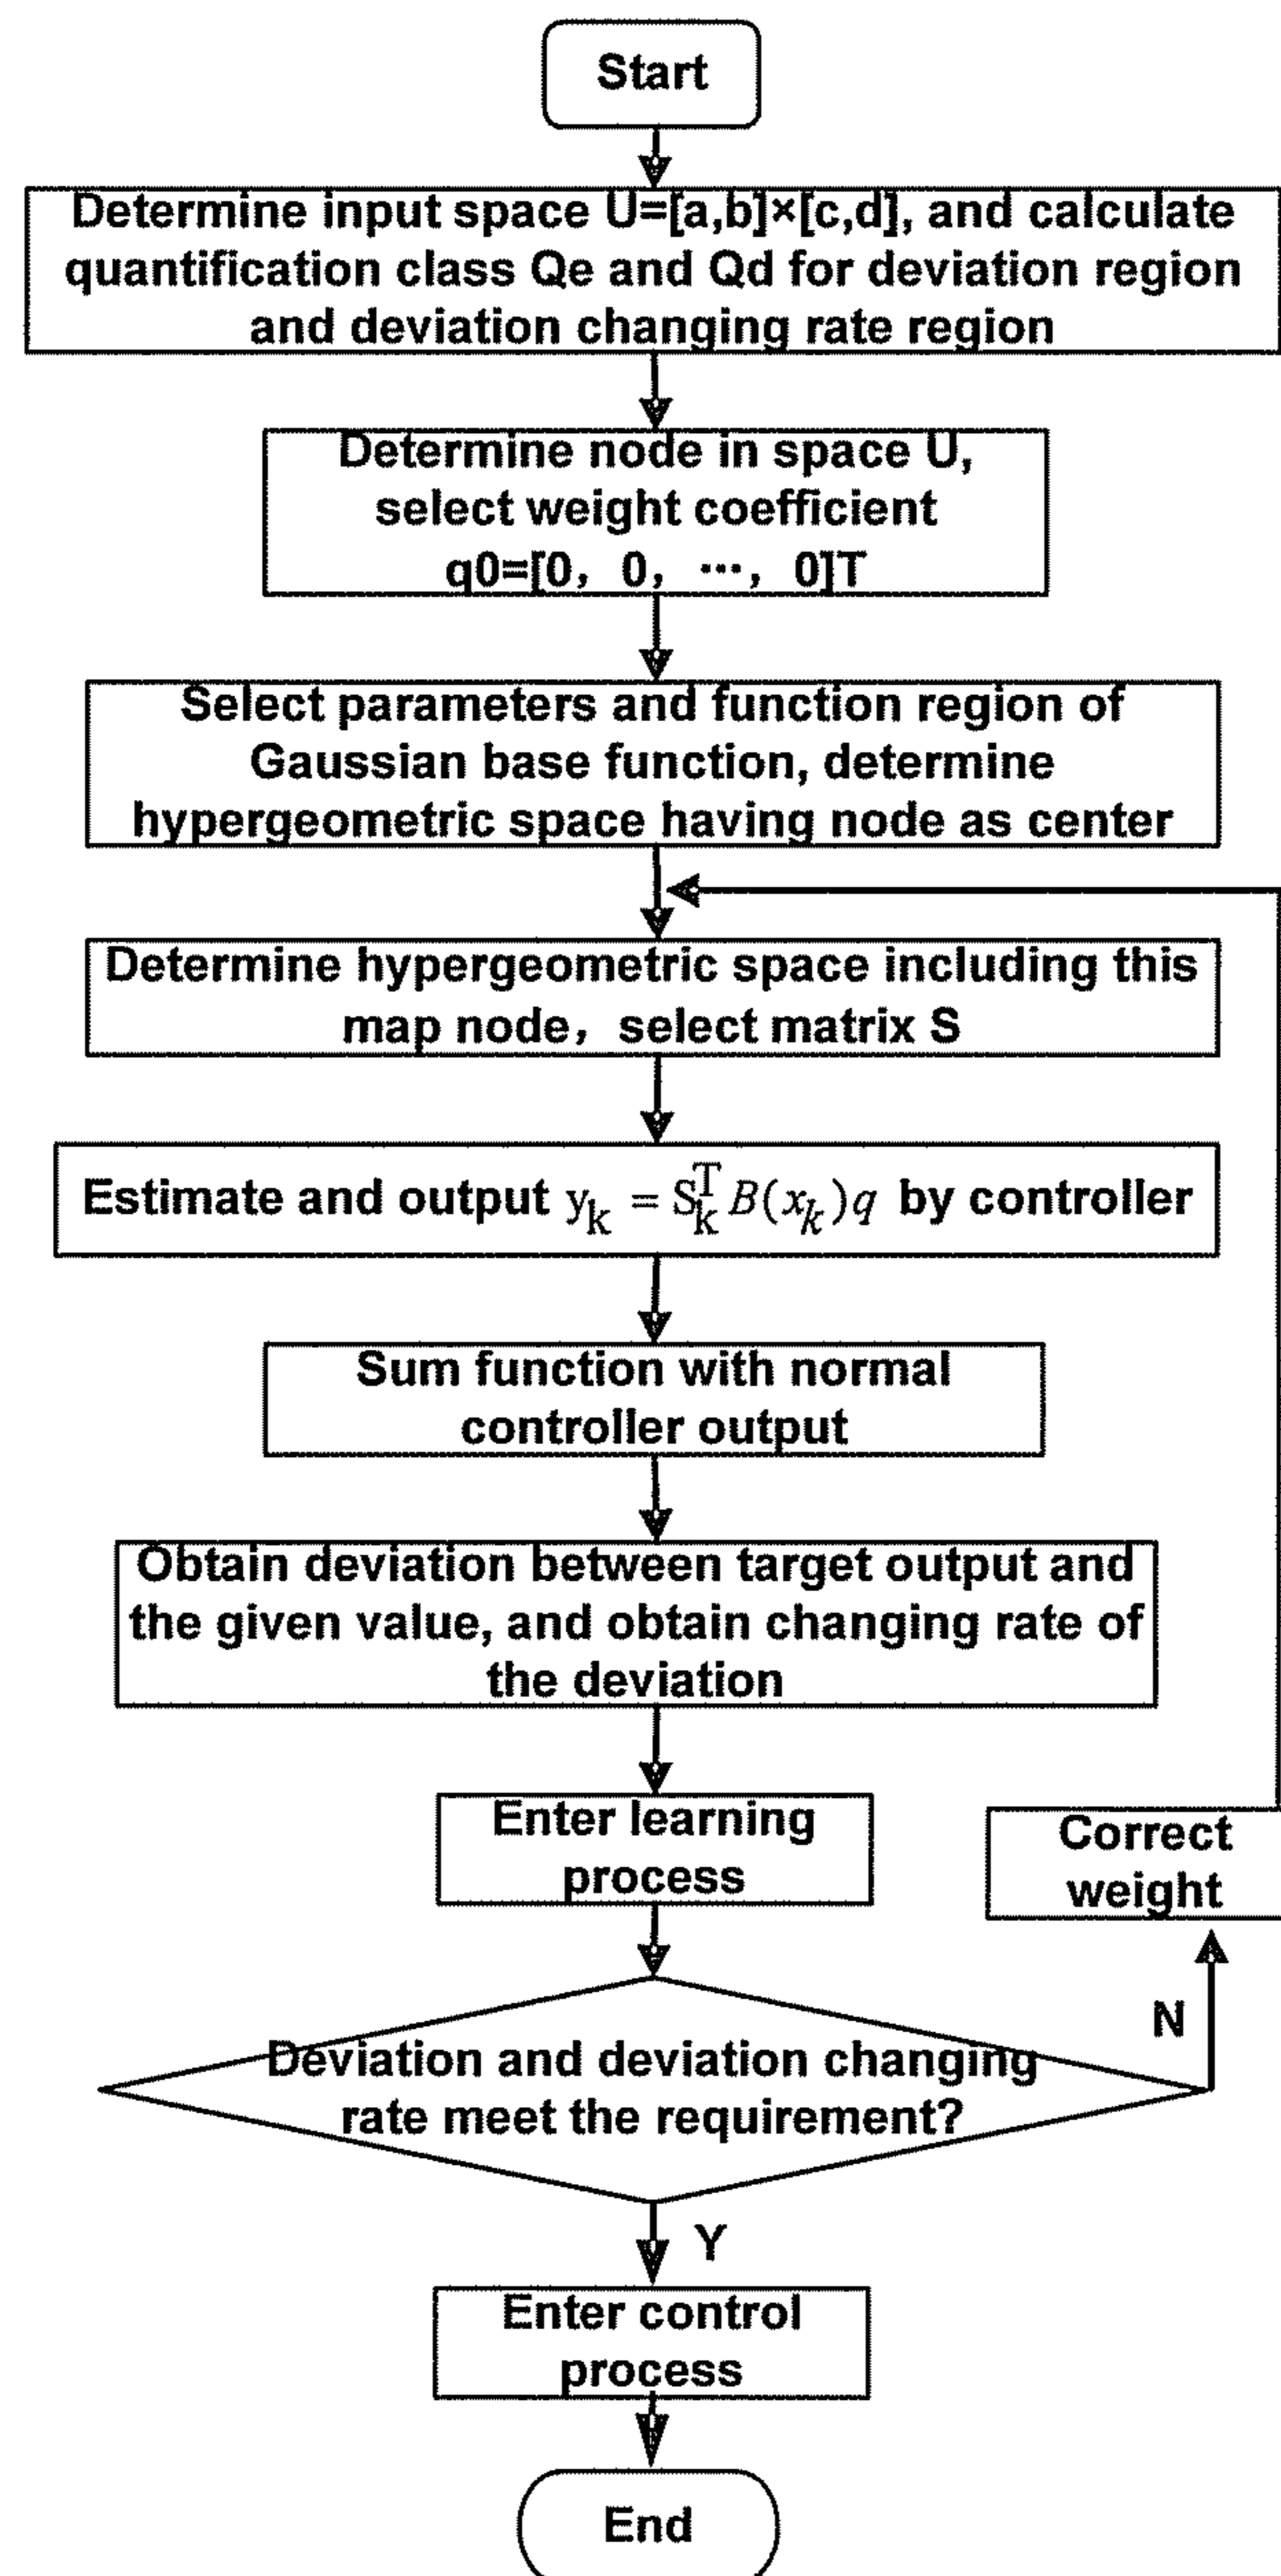 Start
Determine input space U=[a,b]×[c,d], and calculate
quantification class Qe and Qd for deviation region
and deviation changing rate region
Determine node in space U,
select weight coefficient
q0=[0，0，⋯，0]T
Select parameters and function region of
Gaussian base function, determine
hypergeometric space having node as center
Determine hypergeometric space including this
map node，select matrix S
Estimate and output y_k = S_k^T B(x_k)q by controller
Sum function with normal
controller output
Obtain deviation between target output and
the given value, and obtain changing rate of
the deviation
Enter learning
process
Correct
weight
N
Deviation and deviation changing
rate meet the requirement?
Y
Enter control
process
End